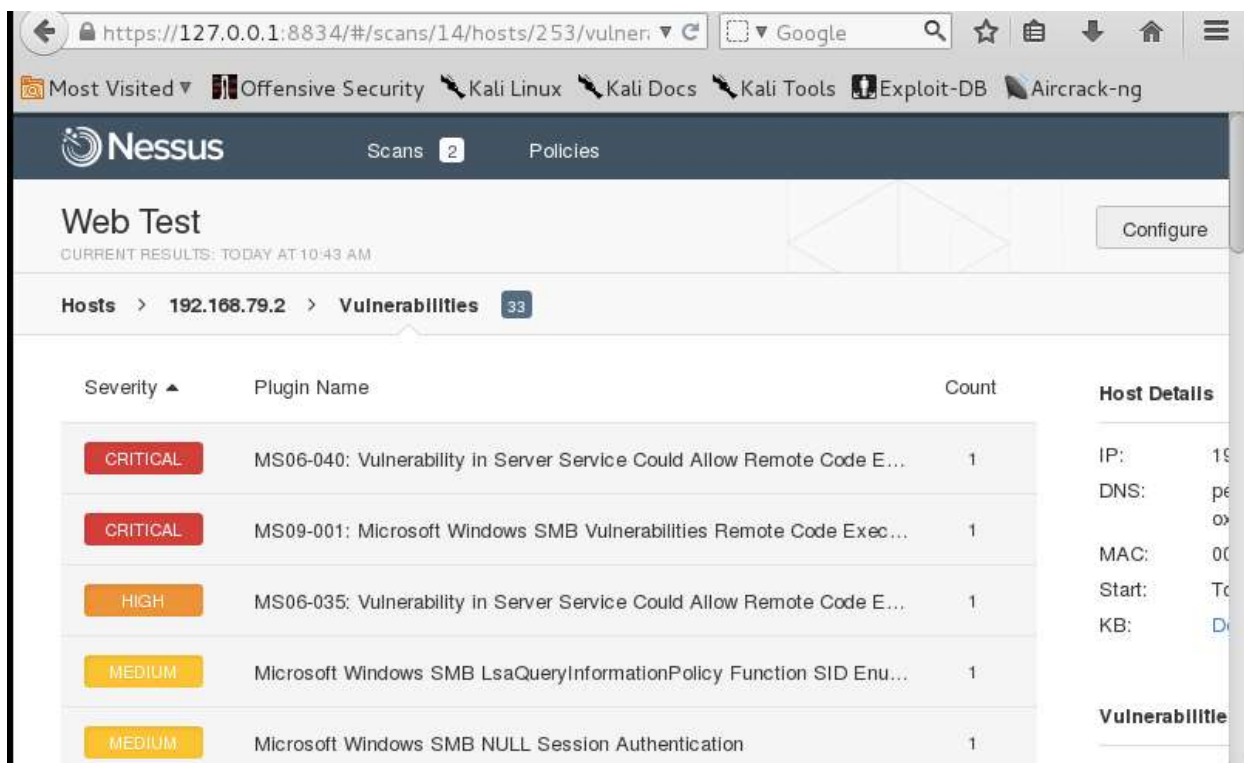 https://127.0.0.1:8834/#/scans/14/hosts/253/vulner
Google
Most Visited Offensive Security Kali Linux Kali Docs Kali Tools Exploit-DB Aircrack-ng
Nessus Scans 2 Policies
Web Test
Configure
CURRENT RESULTS: TODAY AT 10:43 AM
Hosts > 192.168.79.2 > Vulnerabilities 33
Severity Plugin Name Count
Host Details
CRITICAL MS06-040: Vulnerability in Server Service Could Allow Remote Code E... 1
CRITICAL MS09-001: Microsoft Windows SMB Vulnerabilities Remote Code Exec... 1
HIGH MS06-035: Vulnerability in Server Service Could Allow Remote Code E... 1
MEDIUM Microsoft Windows SMB LsaQueryInformationPolicy Function SID Enu... 1
MEDIUM Microsoft Windows SMB NULL Session Authentication 1
IP: 19
DNS: pe
ox
MAC: 00
Start: To
KB:
Vulnerabilitie